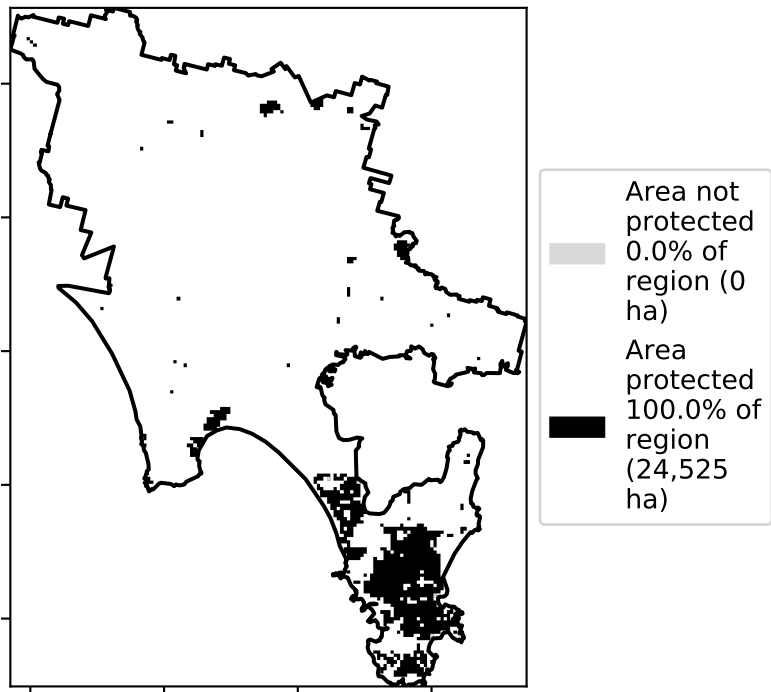 Area not
protected
0.0% of
region (0
ha)
Area
protected
100.0% of
region
(24,525
ha)